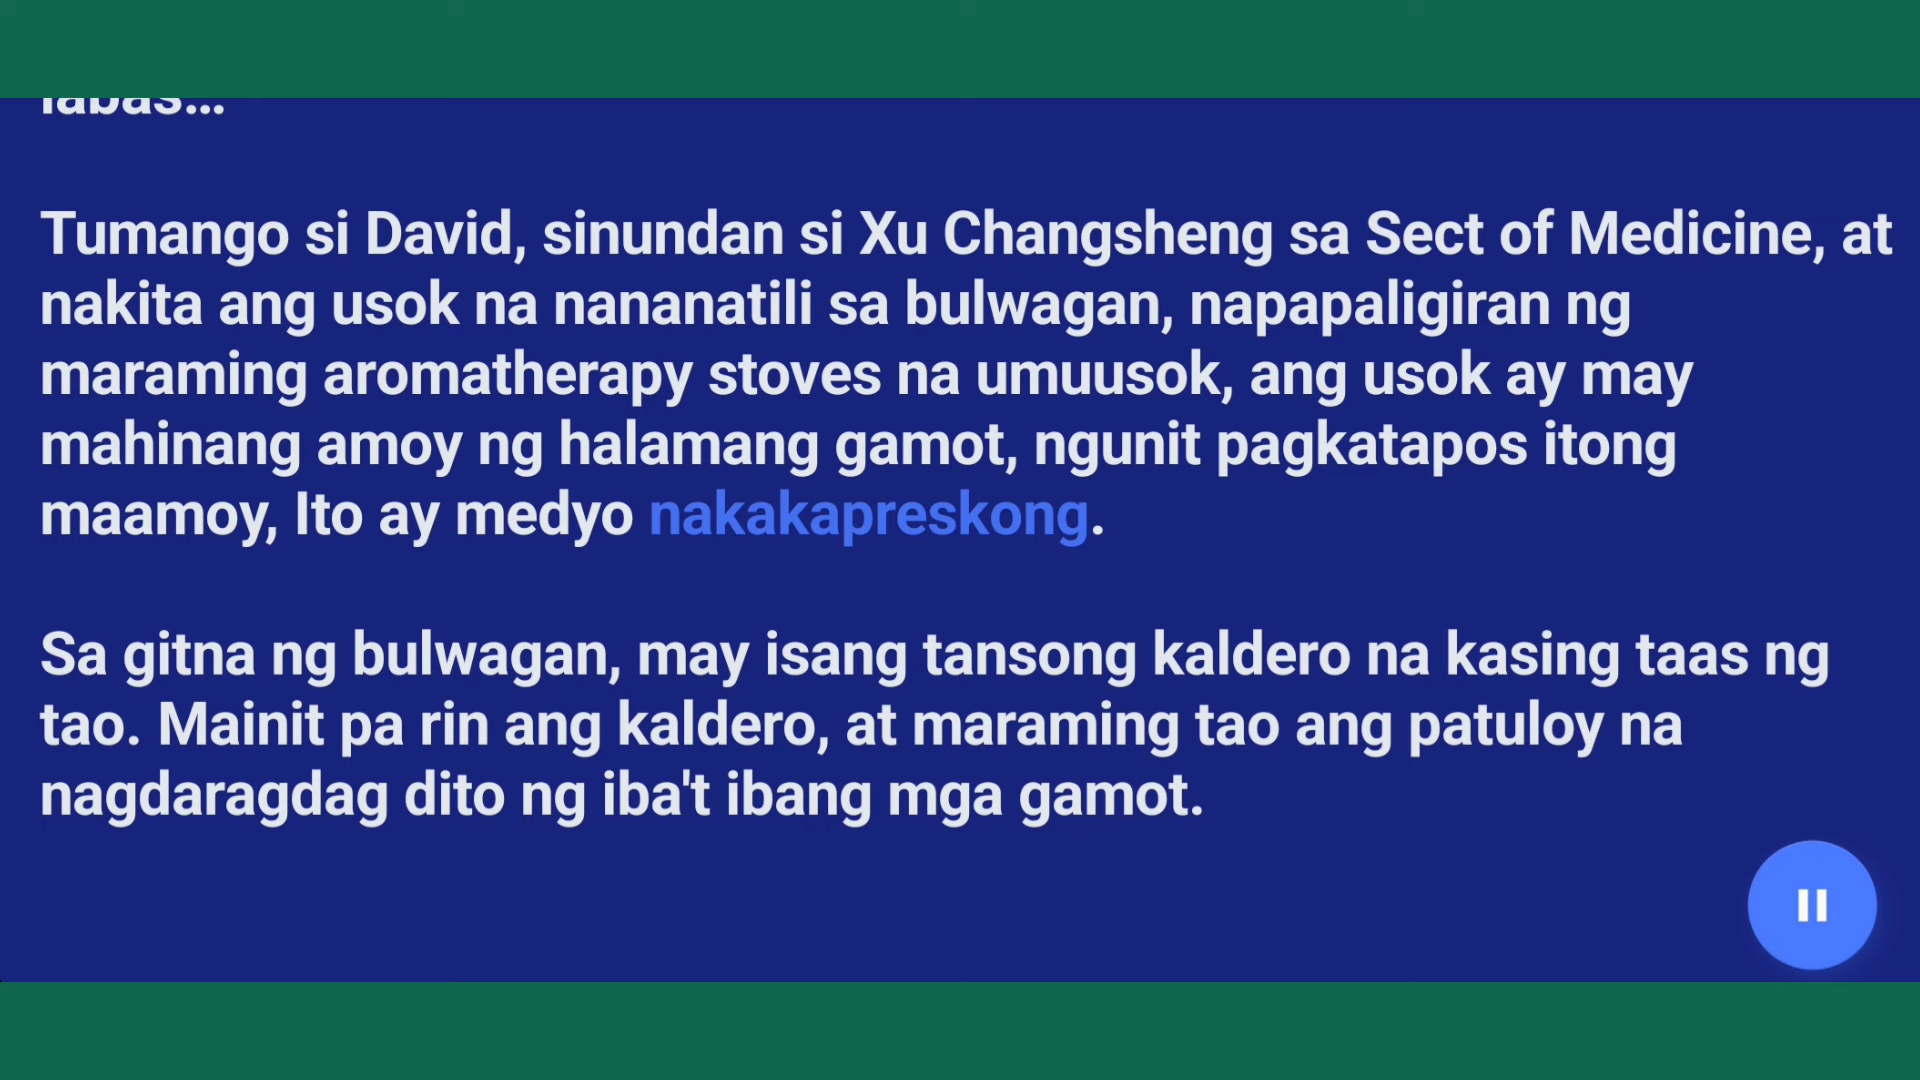 labas...
Tumango si David, sinundan si Xu Changsheng sa Sect of Medicine, at
nakita ang usok na nananatili sa bulwagan, napapaligiran ng
maraming aromatherapy stoves na umuusok, ang usok ay may
mahinang amoy ng halamang gamot, ngunit pagkatapos itong
maamoy, Ito ay medyo nakakapreskong.
Sa gitna ng bulwagan, may isang tansong kaldero na kasing taas ng
tao. Mainit pa rin ang kaldero, at maraming tao ang patuloy na
nagdaragdag dito ng iba't ibang mga gamot.